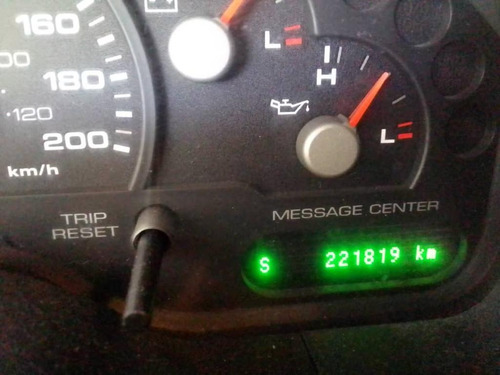 160
180
120
200
km/h
L
H
L
TRIP
RESET
MESSAGE CENTER
S 221819 km